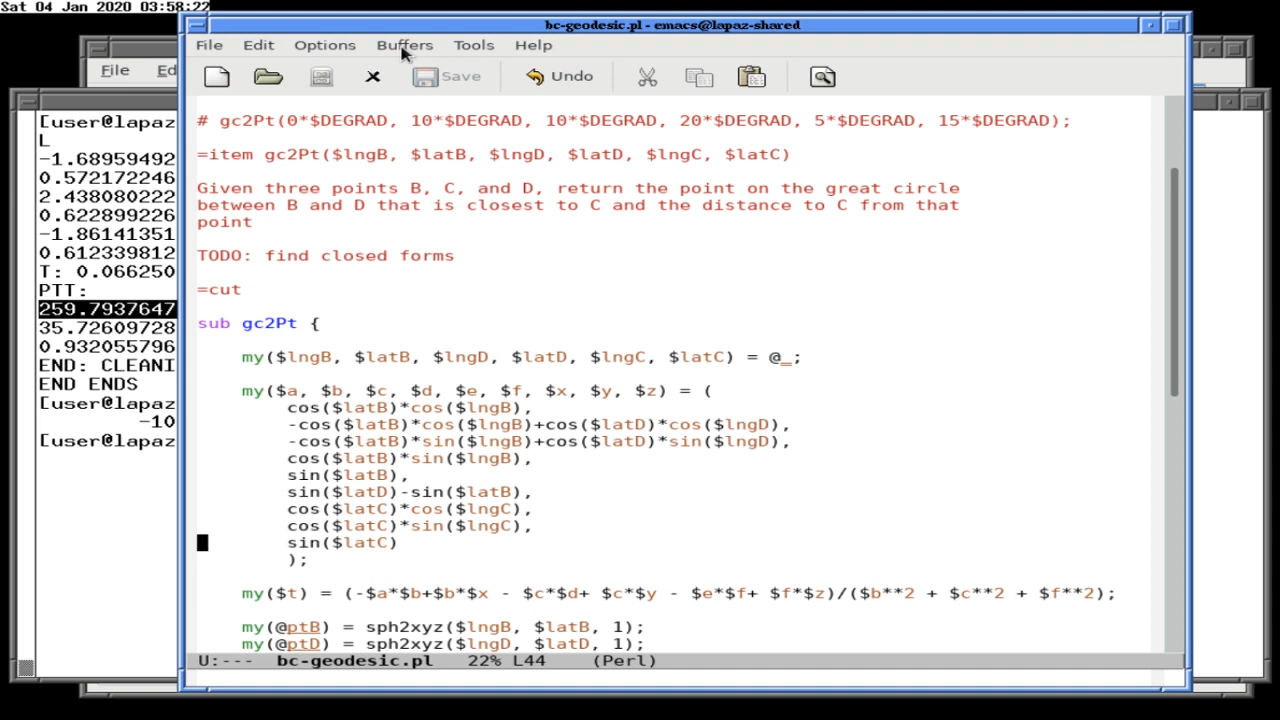 Sat 04 Jan 2020 03:58:22
bc-geodesic.pl - emacs@lapaz-shared
File Edit Options Buffers Tools Help
Save Undo
File Ed
# gc2Pt(0*$DEGRAD, 10*$DEGRAD, 10*$DEGRAD, 20*$DEGRAD, 5*$DEGRAD, 15*$DEGRAD);
=item gc2Pt($lngB, $latB, $lngD, $latD, $lngC, $latC)
Given three points B, C, and D, return the point on the great circle
between B and D that is closest to C and the distance to C from that
point
TODO: find closed forms
=cut
sub gc2Pt {
my($lngB, $latB, $lngD, $latD, $lngC, $latC) = @_;
my($a, $b, $c, $d, $e, $f, $x, $y, $z) = (
cos($latB)*cos($lngB),
-cos($latB)*cos($lngB)+cos($latD)*cos($lngD),
-cos($latB)*sin($lngB)+cos($latD)*sin($lngD),
cos($latB)*sin($lngB),
sin($latB),
sin($latD)-sin($latB),
cos($latC)*cos($lngC),
cos($latC)*sin($lngC),
sin($latC)
);
my($t) = (-$a*$b+$b*$x - $c*$d+ $c*$y - $e*$f+ $f*$z)/($b**2 + $c**2 + $f**2);
my(@ptB) = sph2xyz($lngB, $latB, 1);
my(@ptD) = sph2xyz($lngD, $latD, 1);
U:--- bc-geodesic.pl 22% L44 (Perl)
[user@lapaz
L
-1.68959492
0.572172246
2.438080222
0.622899226
-1.86141351
0.612339812
T: 0.066250
PTT:
259.7937647
35.72609728
0.932055796
END: CLEANI
END ENDS
[user@lapaz
-10
[user@lapaz